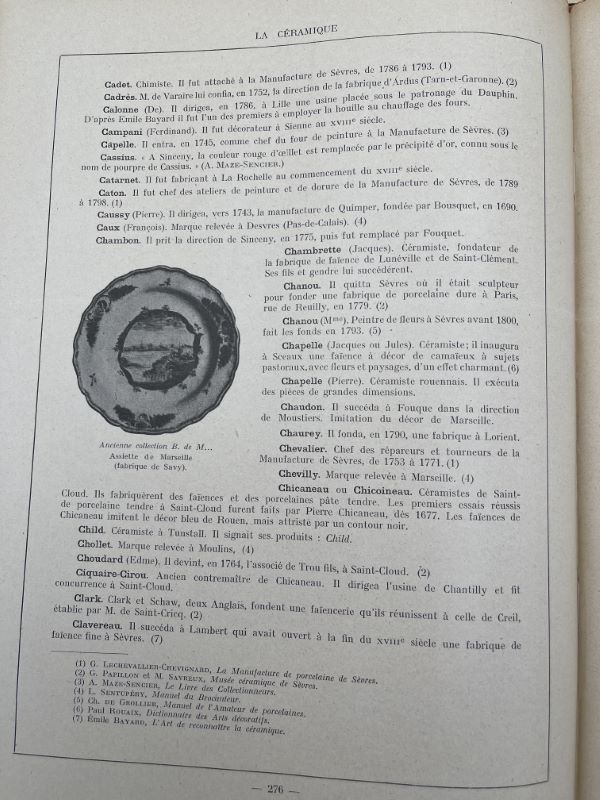 LA CÉRAMIQUE
Cadet. Chimiste. Il fut attaché à la Manufacture de Sèvres, de 1786 à 1793. (1)
Cadrès. M. de Varaire lui confia, en 1752, la direction de la fabrique d'Ardus (Tarn-et-Garonne). (2)
Calonne (De). Il dirigea, en 1786, à Lille une usine placée sous le patronage du Dauphin.
D'après Émile Bayard il fut l'un des premiers à employer la houille au chauffage des fours.
Campani (Ferdinand). Il fut décorateur à Sienne au XVIIIe siècle.
Capelle. Il entra, en 1745, comme chef du four de peinture à la Manufacture de Sèvres. (3)
Cassius. « A Sinceny, la couleur rouge d'œillet est remplacée par le précipité d'or, connu sous le
nom de pourpre de Cassius. » (A. MAZE-SENCIER.)
Catarnet. Il fut fabricant à La Rochelle au commencement du XVIIIe siècle.
Caton. Il fut chef des ateliers de peinture et de dorure de la Manufacture de Sèvres, de 1789
à 1798. (1)
Caussy (Pierre). Il dirigea, vers 1743, la manufacture de Quimper, fondée par Bousquet, en 1690.
Caux (François). Marque relevée à Desvres (Pas-de-Calais). (4)
Chambon. Il prit la direction de Sinceny, en 1775, puis fut remplacé par Fouquet.
Chambrette (Jacques). Céramiste, fondateur de
la fabrique de faïence de Lunéville et de Saint-Clément.
Ses fils et gendre lui succédèrent.
Chanou. Il quitta Sèvres où il était sculpteur
pour fonder une fabrique de porcelaine dure à Paris,
rue de Reuilly, en 1779. (2)
Chanou (Mme). Peintre de fleurs à Sèvres avant 1800,
fait les fonds en 1793. (5)
Chapelle (Jacques ou Jules). Céramiste; il inaugura
à Sceaux une faïence à décor de camaïeux à sujets
pastoraux, avec fleurs et paysages, d'un effet charmant. (6)
Chapelle (Pierre). Céramiste rouennais. Il exécuta
des pièces de grandes dimensions.
Chaudon. Il succéda à Fouque dans la direction
de Moustiers. Imitation du décor de Marseille.
Chaurey. Il fonda, en 1790, une fabrique à Lorient.
Chevalier. Chef des répareurs et tourneurs de la
Manufacture de Sèvres, de 1753 à 1771. (1)
Chevilly. Marque relevée à Marseille. (4)
Ancienne collection B. de M...
Assiette de Marseille
(fabrique de Savy).
Chicaneau ou Chicoineau. Céramistes de Saint-
Cloud. Ils fabriquèrent des faïences et des porcelaines pâte tendre. Les premiers essais réussis
de porcelaine tendre à Saint-Cloud furent faits par Pierre Chicaneau, dès 1677. Les faïences de
Chicaneau imitent le décor bleu de Rouen, mais attristé par un contour noir.
Child. Céramiste à Tunstall. Il signait ses produits : Child.
Chollet. Marque relevée à Moulins, (4)
Choudard (Edme). Il devint, en 1764, l'associé de Trou fils, à Saint-Cloud. (2)
Ciquaire-Cirou. Ancien contremaître de Chicaneau. Il dirigea l'usine de Chantilly et fit
concurrence à Saint-Cloud.
Clark. Clark et Schaw, deux Anglais, fondent une faïencerie qu'ils réunissent à celle de Creil,
établie par M. de Saint-Cricq. (2)
Clavereau. Il succéda à Lambert qui avait ouvert à la fin du XVIIIe siècle une fabrique de
faïence fine à Sèvres. (7)
(1) G. LECHEVALLIER-CHEVIGNARD, La Manufacture de porcelaine de Sèvres.
(2) G. PAPILLON et M. SAVREUX, Musée céramique de Sèvres.
(3) A. MAZE-SENCIER, Le Livre des Collectionneurs.
(4) L. SENTUPÉRY, Manuel du Brocanteur.
(5) Ch. DE GROLLIER, Manuel de l'Amateur de porcelaines.
(6) Paul ROUAIX, Dictionnaire des Arts décoratifs.
(7) Émile BAYARD, L'Art de reconnaître la céramique.
— 276 —